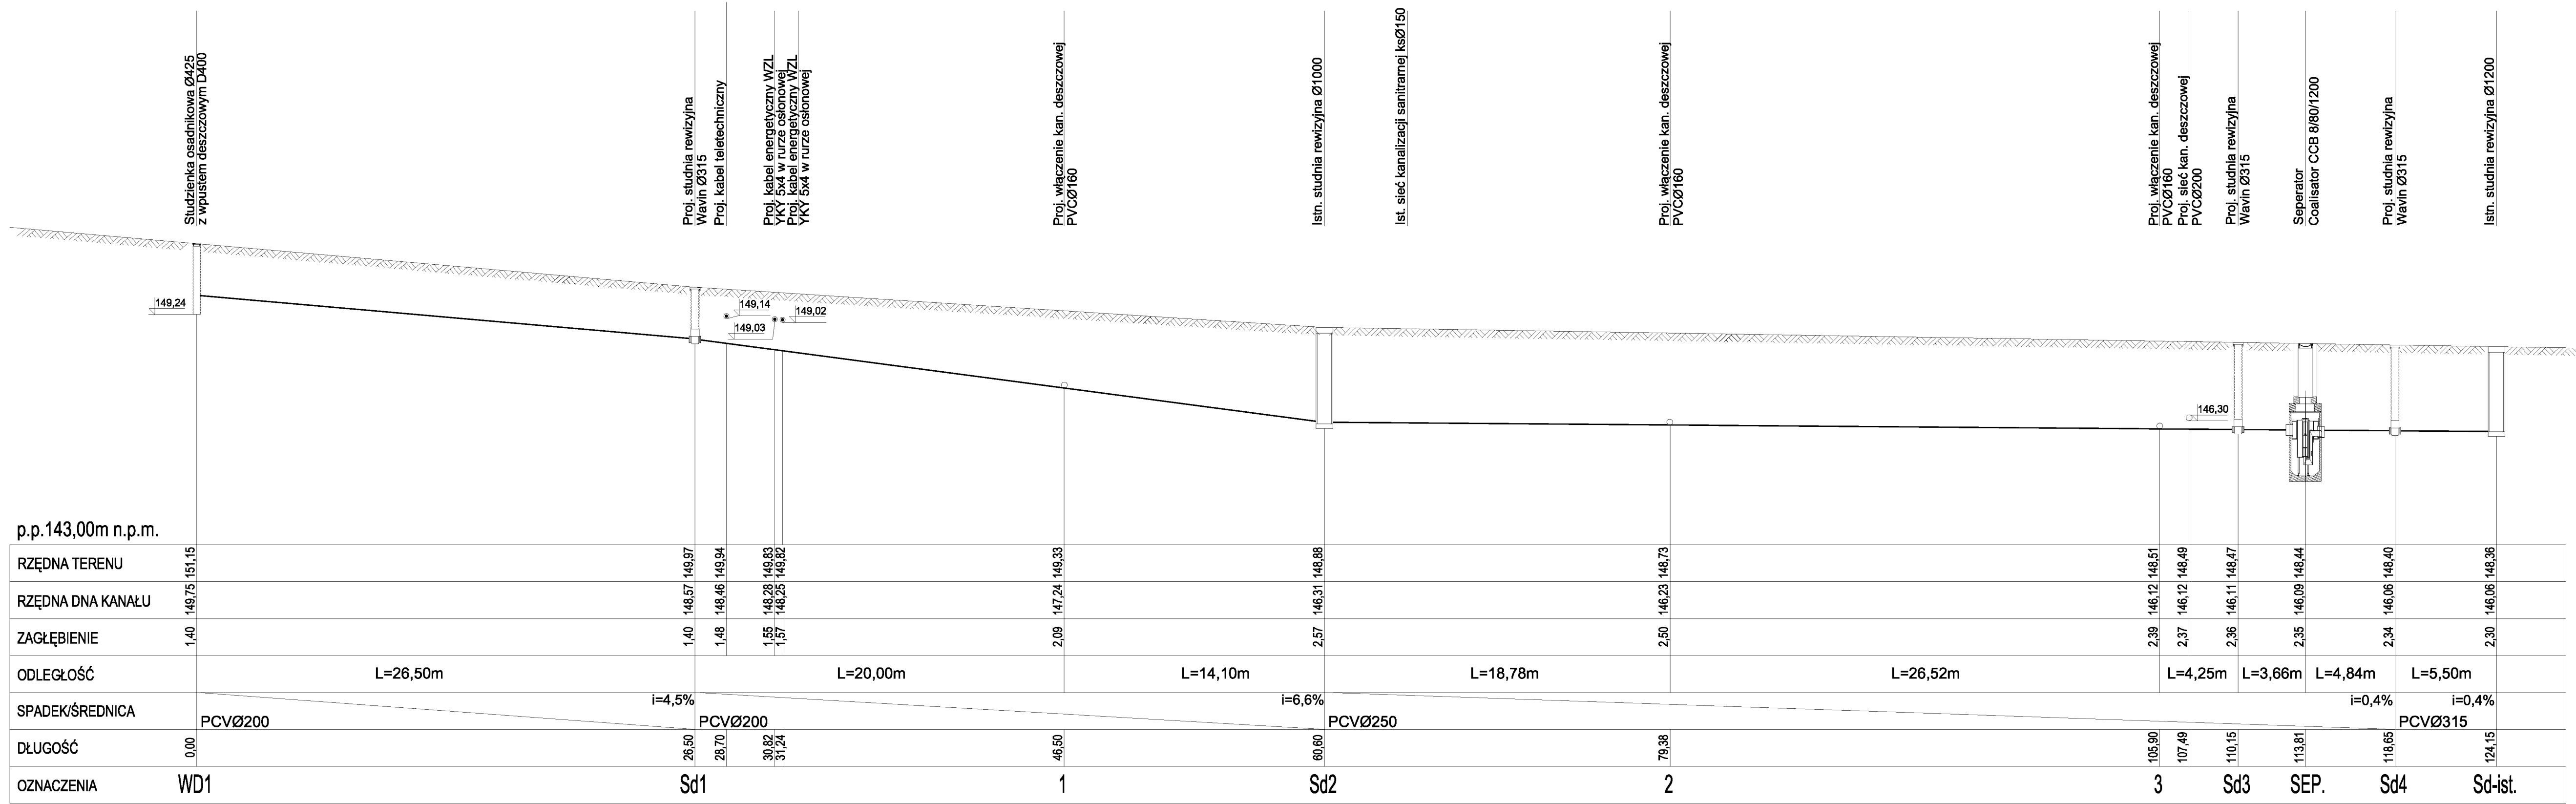 Studzienka osadnikowa Ø425
z wpustem deszczowym D400
Proj. studnia rewizyjna
Wavin Ø315
Proj. kabel teletechniczny
Proj. kabel energetyczny WZL
YKY 5x4 w rurze osłonowej
Proj. kabel energetyczny WZL
YKY 5x4 w rurze osłonowej
Proj. włączenie kan. deszczowej
PVCØ160
Istn. studnia rewizyjna Ø1000
Ist. sieć kanalizacji sanitrarnej ksØ150
Proj. włączenie kan. deszczowej
PVCØ160
Proj. włączenie kan. deszczowej
PVCØ160
Proj. sieć kan. deszczowej
PVCØ200
Proj. studnia rewizyjna
Wavin Ø315
Seperator
Coalisator CCB 8/80/1200
Proj. studnia rewizyjna
Wavin Ø315
Istn. studnia rewizyjna Ø1200
149,24
149,14
149,03
149,02
146,30
p.p.143,00m n.p.m.
RZĘDNA TERENU 151,15 149,97 149,94 149,83 149,82 149,33 148,88 148,73 148,51 148,49 148,47 148,44 148,40 148,36
RZĘDNA DNA KANAŁU 149,75 148,57 148,46 148,28 148,25 147,24 146,31 146,23 146,12 146,12 146,11 146,09 146,06 146,06
ZAGŁĘBIENIE 1,40 1,40 1,48 1,55 1,57 2,09 2,57 2,50 2,39 2,37 2,36 2,35 2,34 2,30
ODLEGŁOŚĆ L=26,50m L=20,00m L=14,10m L=18,78m L=26,52m L=4,25m L=3,66m L=4,84m L=5,50m
SPADEK/ŚREDNICA i=4,5% i=6,6% i=0,4% i=0,4%
PCVØ200 PCVØ200 PCVØ250 PCVØ315
DŁUGOŚĆ 0,00 26,50 28,70 30,82 31,24 46,50 60,60 79,38 105,90 107,49 110,15 113,81 118,65 124,15
OZNACZENIA WD1 Sd1 1 Sd2 2 3 Sd3 SEP. Sd4 Sd-ist.